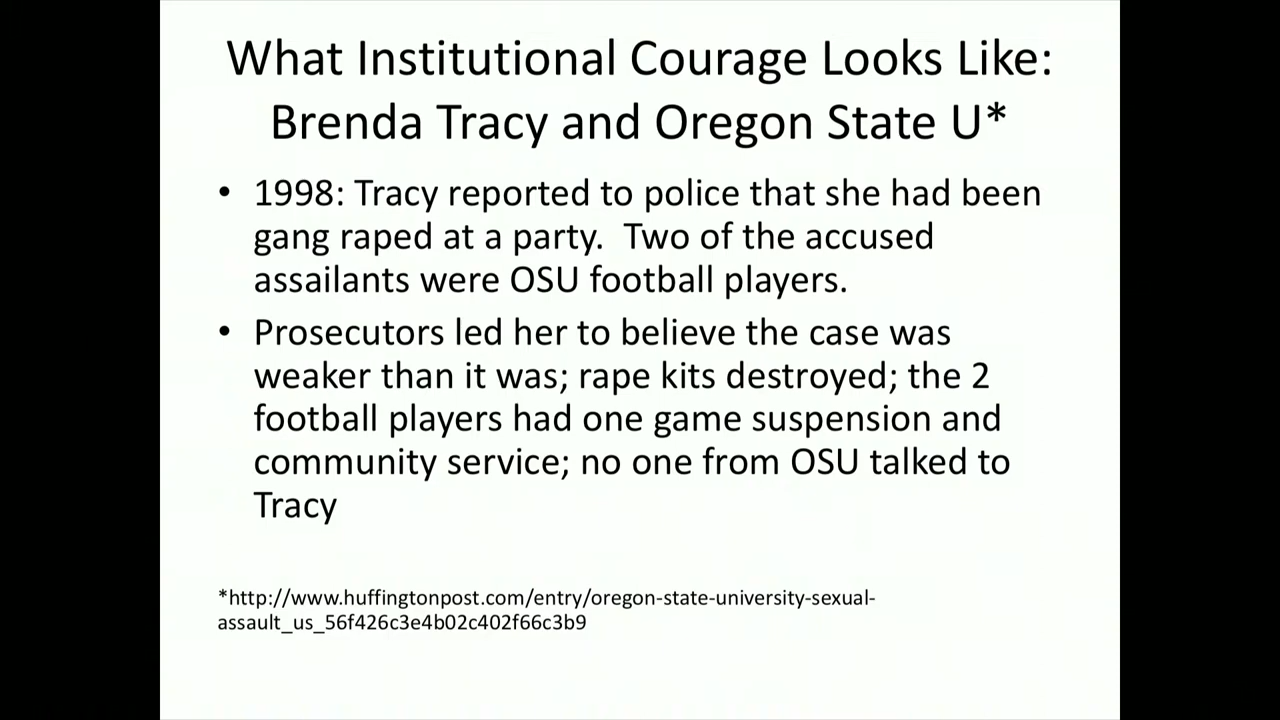 What Institutional Courage Looks Like:
Brenda Tracy and Oregon State U*
• 1998: Tracy reported to police that she had been
gang raped at a party.  Two of the accused
assailants were OSU football players.
• Prosecutors led her to believe the case was
weaker than it was; rape kits destroyed; the 2
football players had one game suspension and
community service; no one from OSU talked to
Tracy
*http://www.huffingtonpost.com/entry/oregon-state-university-sexual-
assault_us_56f426c3e4b02c402f66c3b9